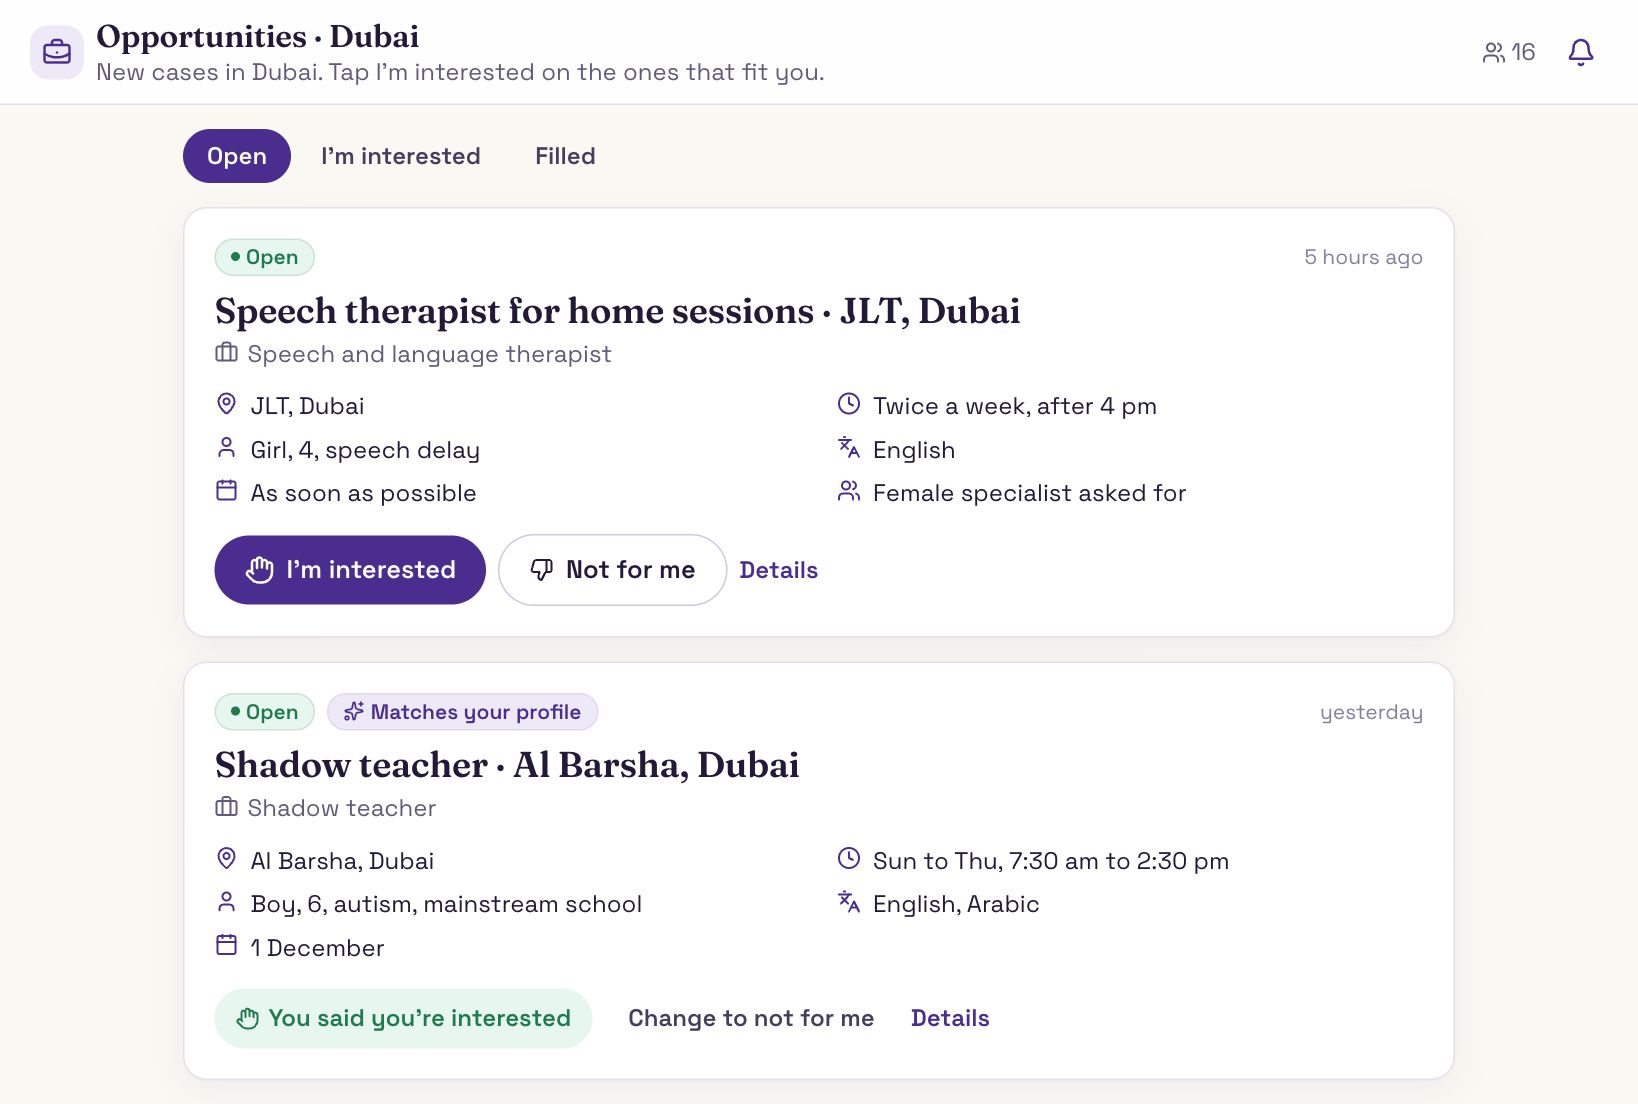 Opportunities · Dubai
New cases in Dubai. Tap I’m interested on the ones that fit you.
16
Open
I’m interested
Filled
Open
5 hours ago
Speech therapist for home sessions · JLT, Dubai
Speech and language therapist
JLT, Dubai
Twice a week, after 4 pm
Girl, 4, speech delay
English
As soon as possible
Female specialist asked for
I’m interested
Not for me
Details
Open
Matches your profile
yesterday
Shadow teacher · Al Barsha, Dubai
Shadow teacher
Al Barsha, Dubai
Sun to Thu, 7:30 am to 2:30 pm
Boy, 6, autism, mainstream school
English, Arabic
1 December
You said you’re interested
Change to not for me
Details